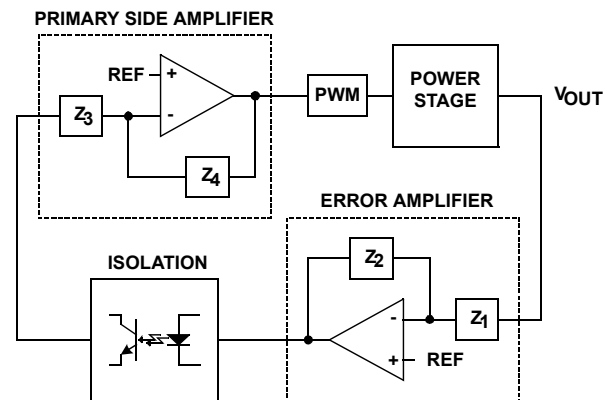 PRIMARY SIDE AMPLIFIER
REF
+
-
Z3
Z4
PWM
POWER
STAGE
VOUT
ERROR AMPLIFIER
ISOLATION
Z2
-
Z1
+
REF